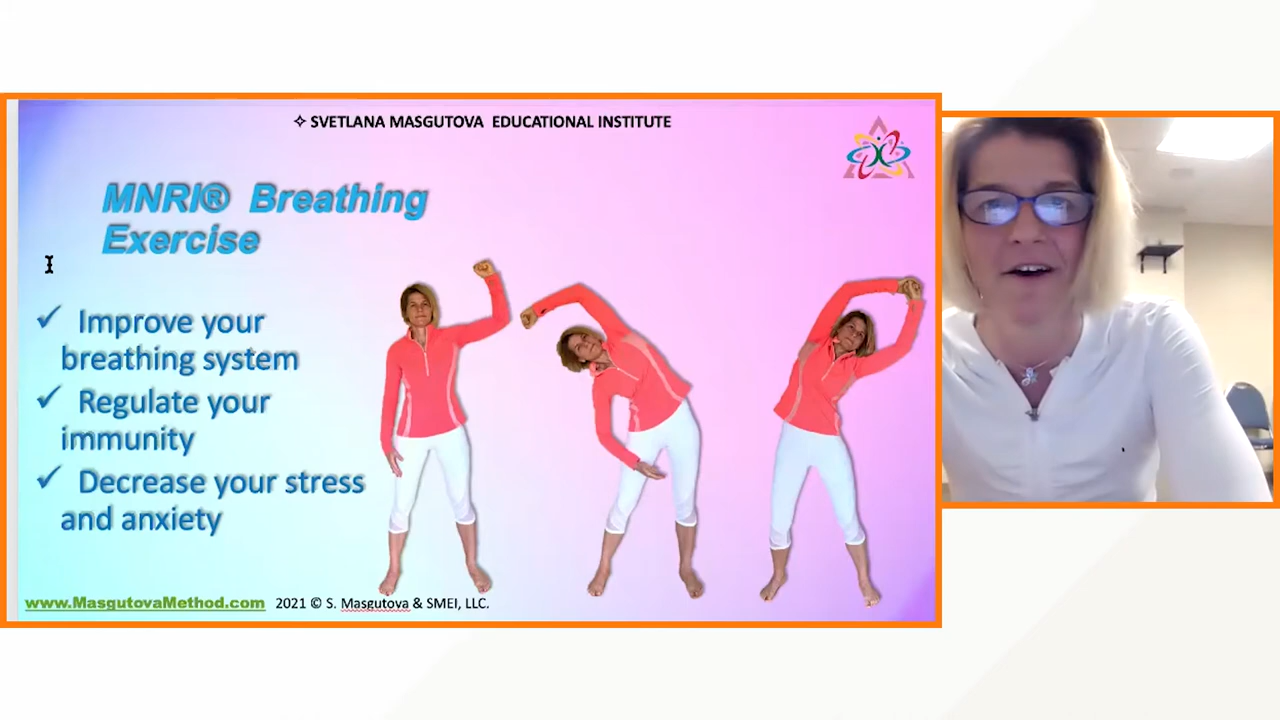 ✧ SVETLANA MASGUTOVA EDUCATIONAL INSTITUTE
MNRI® Breathing
Exercise
✓ Improve your
breathing system
✓ Regulate your
immunity
✓ Decrease your stress
and anxiety
www.MasgutovaMethod.com 2021 © S. Masgutova & SMEI, LLC.